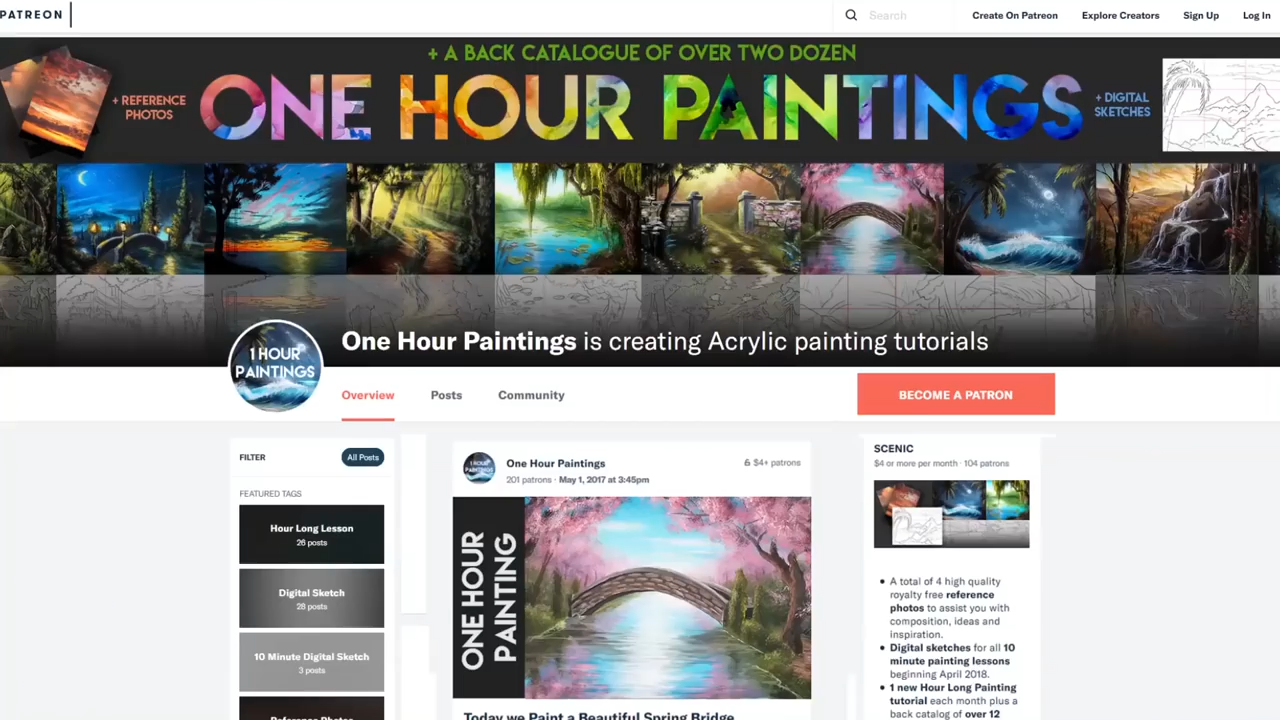 PATREON
Search
Create On Patreon
Explore Creators
Sign Up
Log In
+ A BACK CATALOGUE OF OVER TWO DOZEN
+ REFERENCE
PHOTOS
ONE HOUR PAINTINGS
+ DIGITAL
SKETCHES
1 HOUR
PAINTINGS
One Hour Paintings is creating Acrylic painting tutorials
Overview
Posts
Community
BECOME A PATRON
FILTER
All Posts
FEATURED TAGS
Hour Long Lesson
26 posts
Digital Sketch
28 posts
10 Minute Digital Sketch
3 posts
Reference Photos
1 HOUR
PAINTINGS
One Hour Paintings
201 patrons · May 1, 2017 at 3:45pm
$4+ patrons
ONE HOUR
PAINTING
Today we Paint a Beautiful Spring Bridge
SCENIC
$4 or more per month · 104 patrons
• A total of 4 high quality
royalty free reference
photos to assist you with
composition, ideas and
inspiration.
• Digital sketches for all 10
minute painting lessons
beginning April 2018.
• 1 new Hour Long Painting
tutorial each month plus a
back catalog of over 12